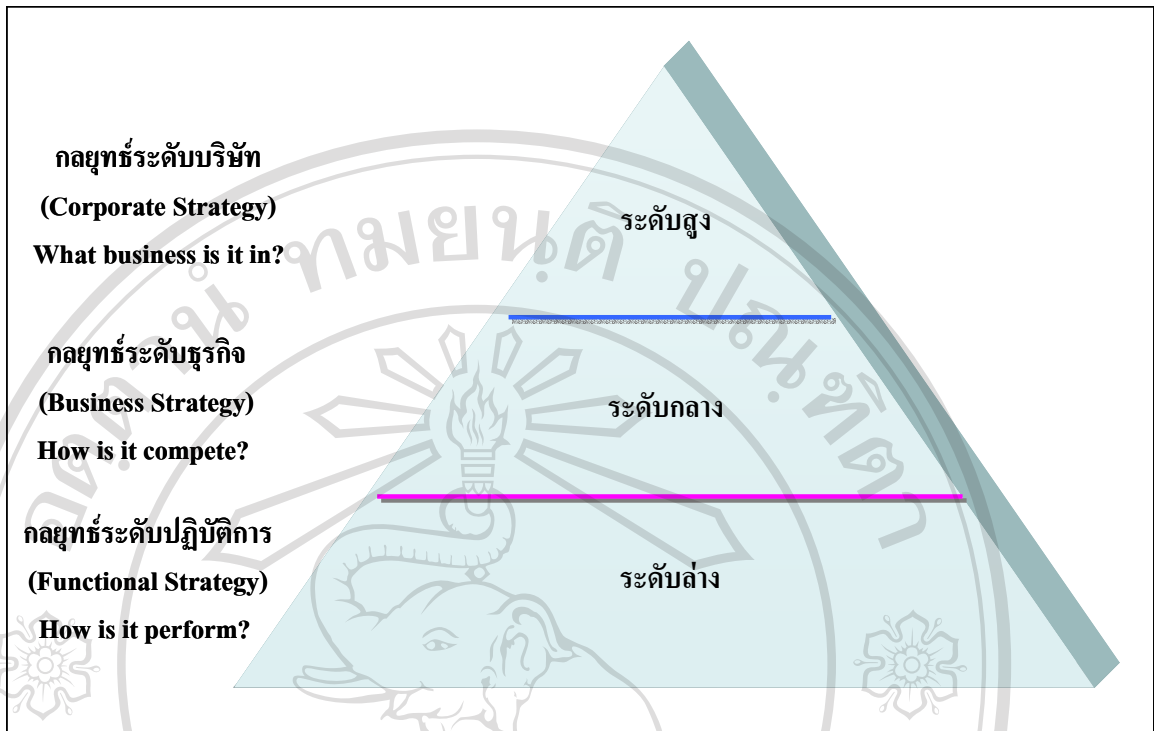 กลยุทธ์ระดับบริษัท
(Corporate Strategy)
What business is it in?
ระดับสูง
กลยุทธ์ระดับธุรกิจ
(Business Strategy)
How is it compete?
ระดับกลาง
กลยุทธ์ระดับปฏิบัติการ
(Functional Strategy)
How is it perform?
ระดับล่าง